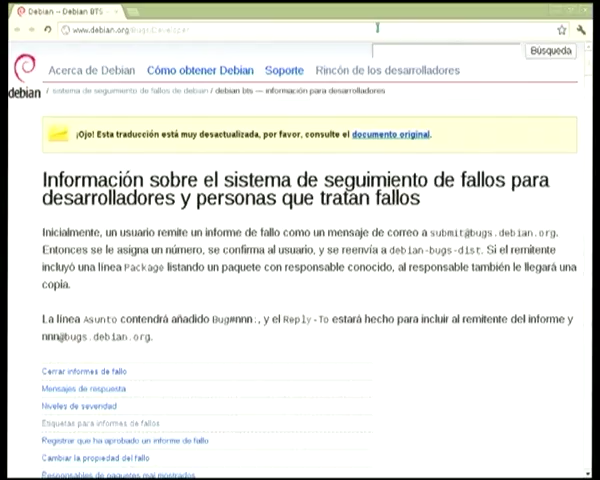 Debian -- Debian BTS -
www.debian.org/Bugs/Developer
Búsqueda
Acerca de Debian Cómo obtener Debian Soporte Rincón de los desarrolladores
debian / sistema de seguimiento de fallos de debian / debian bts — información para desarrolladores
¡Ojo! Esta traducción está muy desactualizada, por favor, consulte el documento original.
Información sobre el sistema de seguimiento de fallos para
desarrolladores y personas que tratan fallos
Inicialmente, un usuario remite un informe de fallo como un mensaje de correo a submit@bugs.debian.org.
Entonces se le asigna un número, se confirma al usuario, y se reenvía a debian-bugs-dist. Si el remitente
incluyó una línea Package listando un paquete con responsable conocido, al responsable también le llegará una
copia.
La línea Asunto contendrá añadido Bug#nnn:, y el Reply-To estará hecho para incluir al remitente del informe y
nnn@bugs.debian.org.
Cerrar informes de fallo
Mensajes de respuesta
Niveles de severidad
Etiquetas para informes de fallos
Registrar que ha aprobado un informe de fallo
Cambiar la propiedad del fallo
Responsables de paquetes mal mostrados